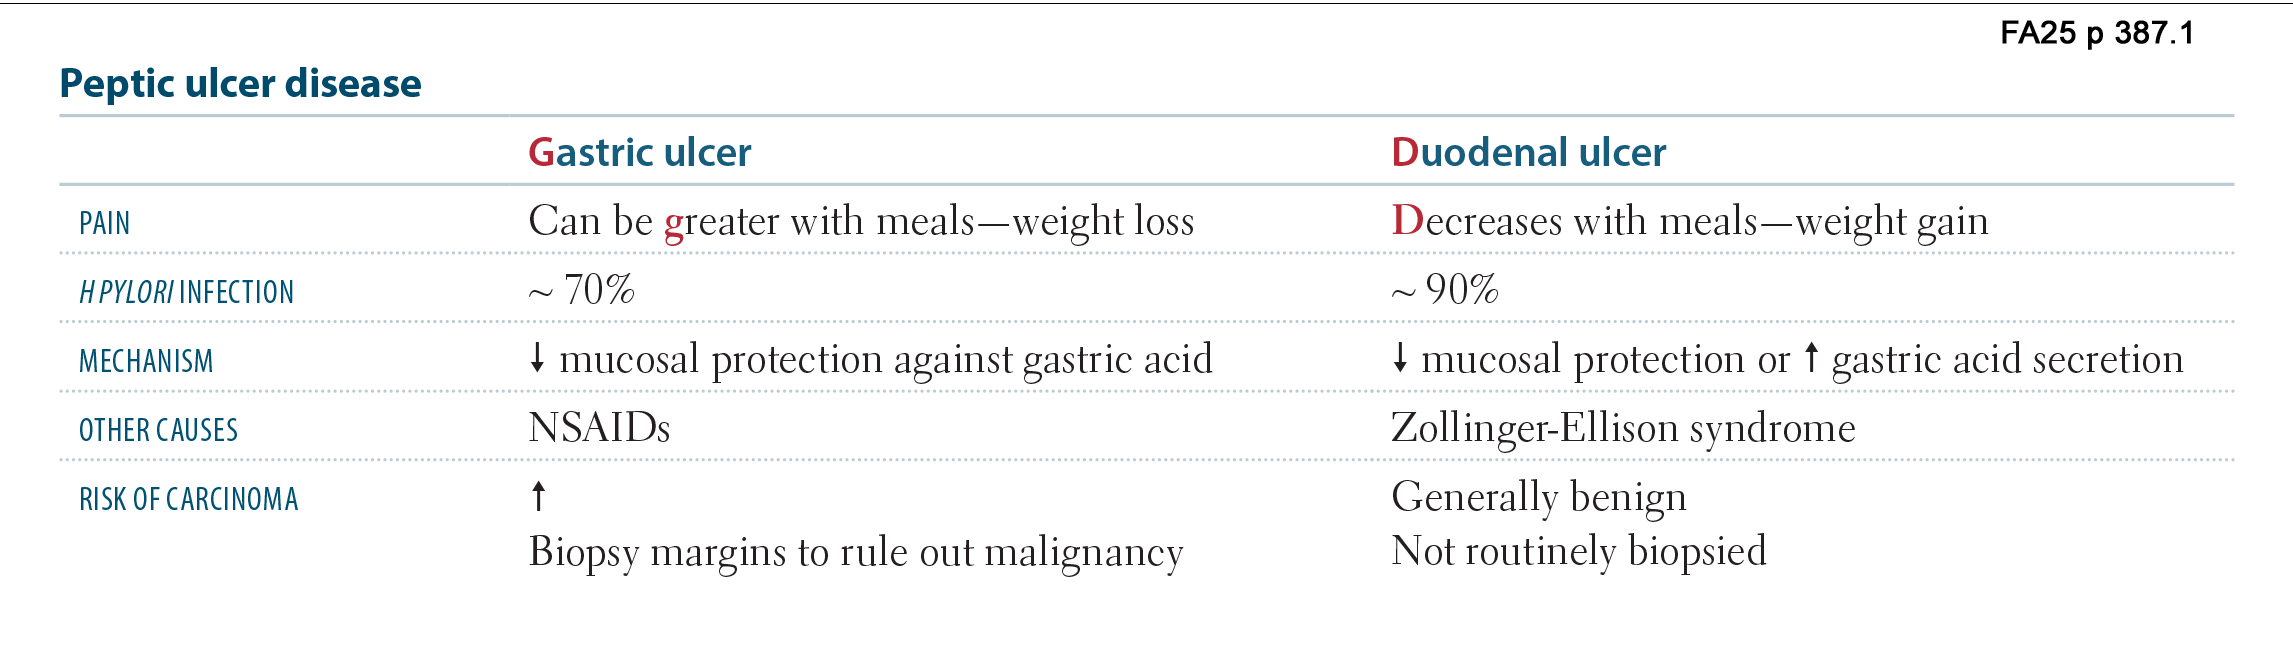 FA25 p 387.1
Peptic ulcer disease
Gastric ulcer Duodenal ulcer
PAIN Can be greater with meals—weight loss Decreases with meals—weight gain
H PYLORI INFECTION ~ 70% ~ 90%
MECHANISM ↓ mucosal protection against gastric acid ↓ mucosal protection or ↑ gastric acid secretion
OTHER CAUSES NSAIDs Zollinger-Ellison syndrome
RISK OF CARCINOMA ↑ Generally benign
Biopsy margins to rule out malignancy Not routinely biopsied